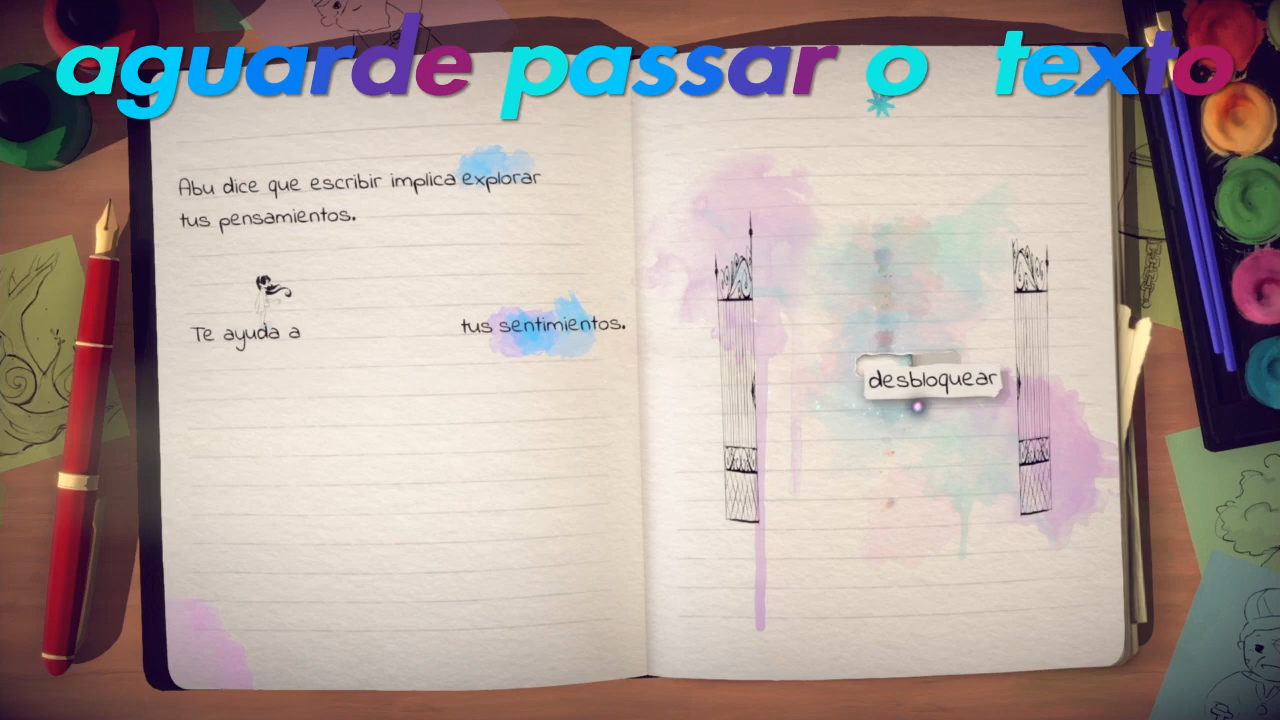 aguarde passar o texto
Abu dice que escribir implica explorar
tus pensamientos.
Te ayuda a tus sentimientos.
desbloquear